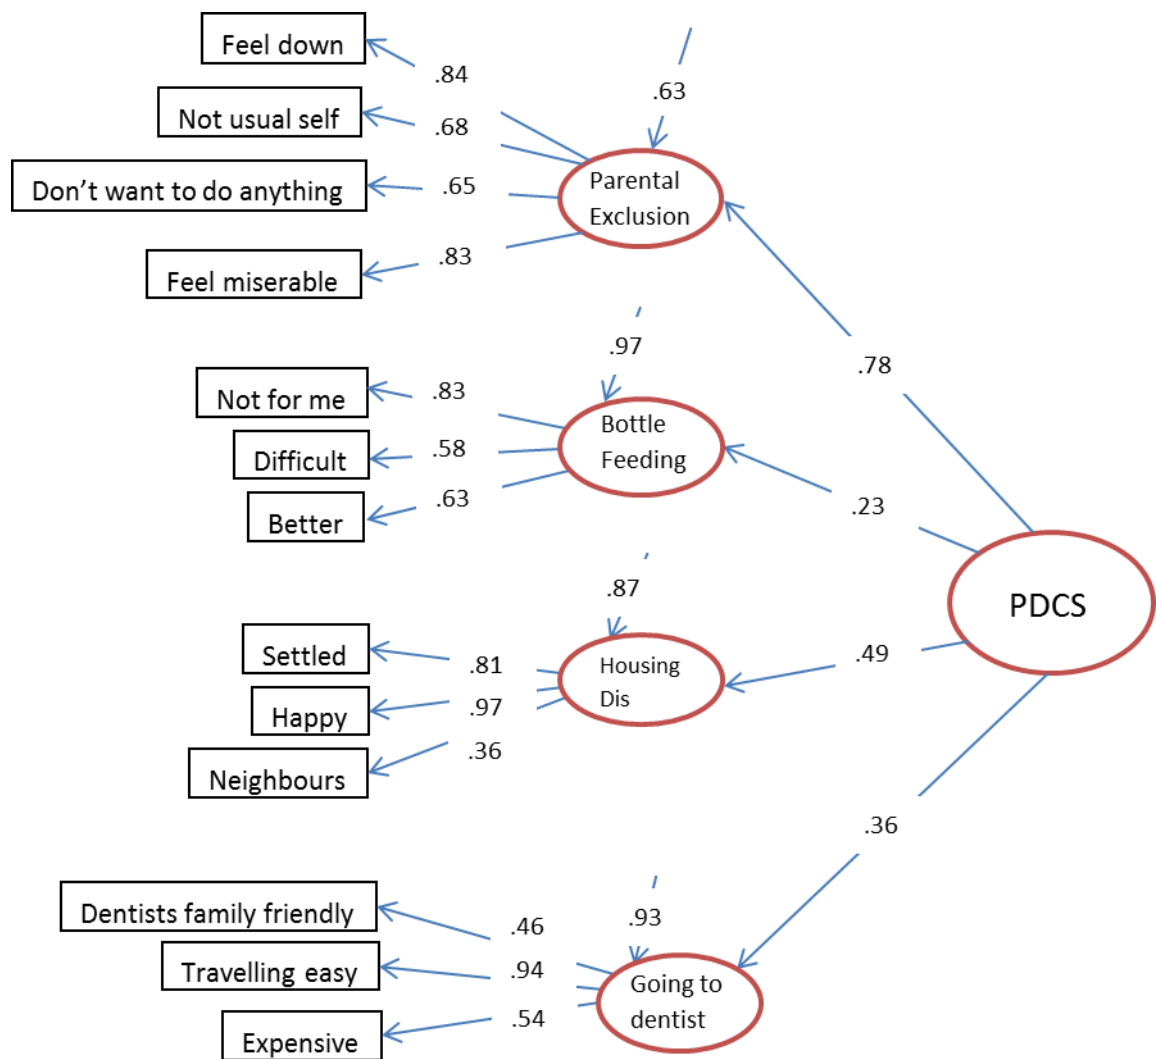 Feel down
.84
.63
Not usual self
.68
Don't want to do anything
.65
Parental
Exclusion
Feel miserable
.83
.97
.78
Not for me
.83
Bottle
Feeding
Difficult
.58
Better
.63
.23
.87
PDCS
Settled
.81
Housing
Dis
.49
Happy
.97
Neighbours
.36
.36
Dentists family friendly
.46
.93
Travelling easy
.94
Going to
dentist
Expensive
.54